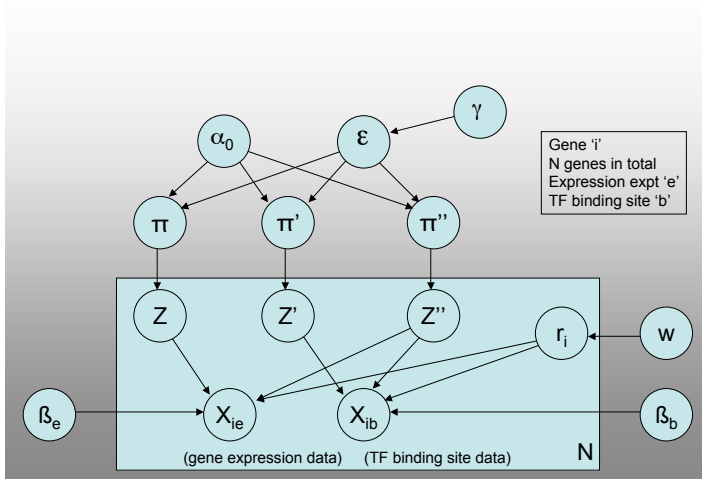 γ
α0
ε
Gene ‘i’
N genes in total
Expression expt ‘e’
TF binding site ‘b’
π
π'
π''
Z
Z'
Z''
ri
w
ße
Xie
Xib
ßb
N
(gene expression data)
(TF binding site data)